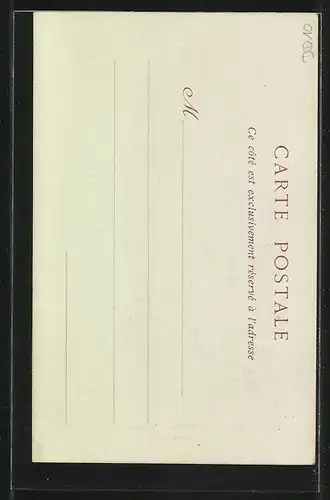 CARTE POSTALE
Ce côté est exclusivement réservé à l'adresse
M